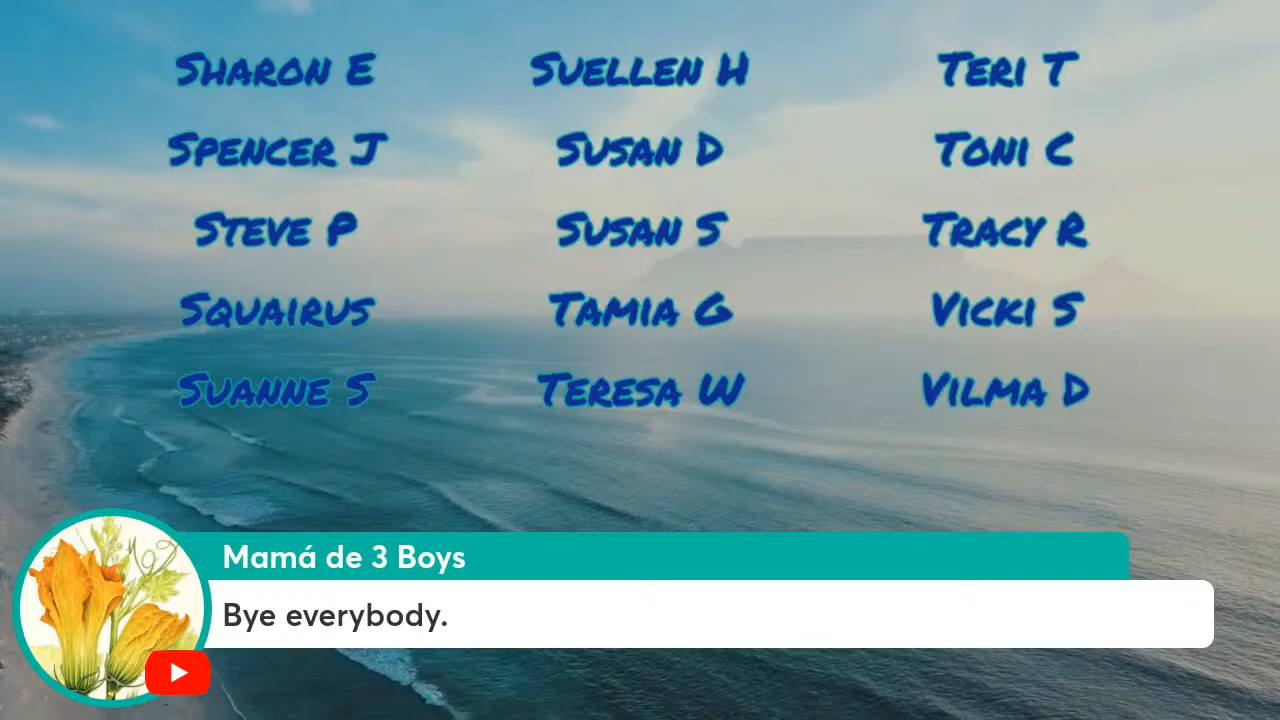 Sharon E
Suellen H
Teri T
Spencer J
Susan D
Toni C
Steve P
Susan S
Tracy R
Squairus
Tamia G
Vicki S
Suanne S
Teresa W
Vilma D
Mamá de 3 Boys
Bye everybody.